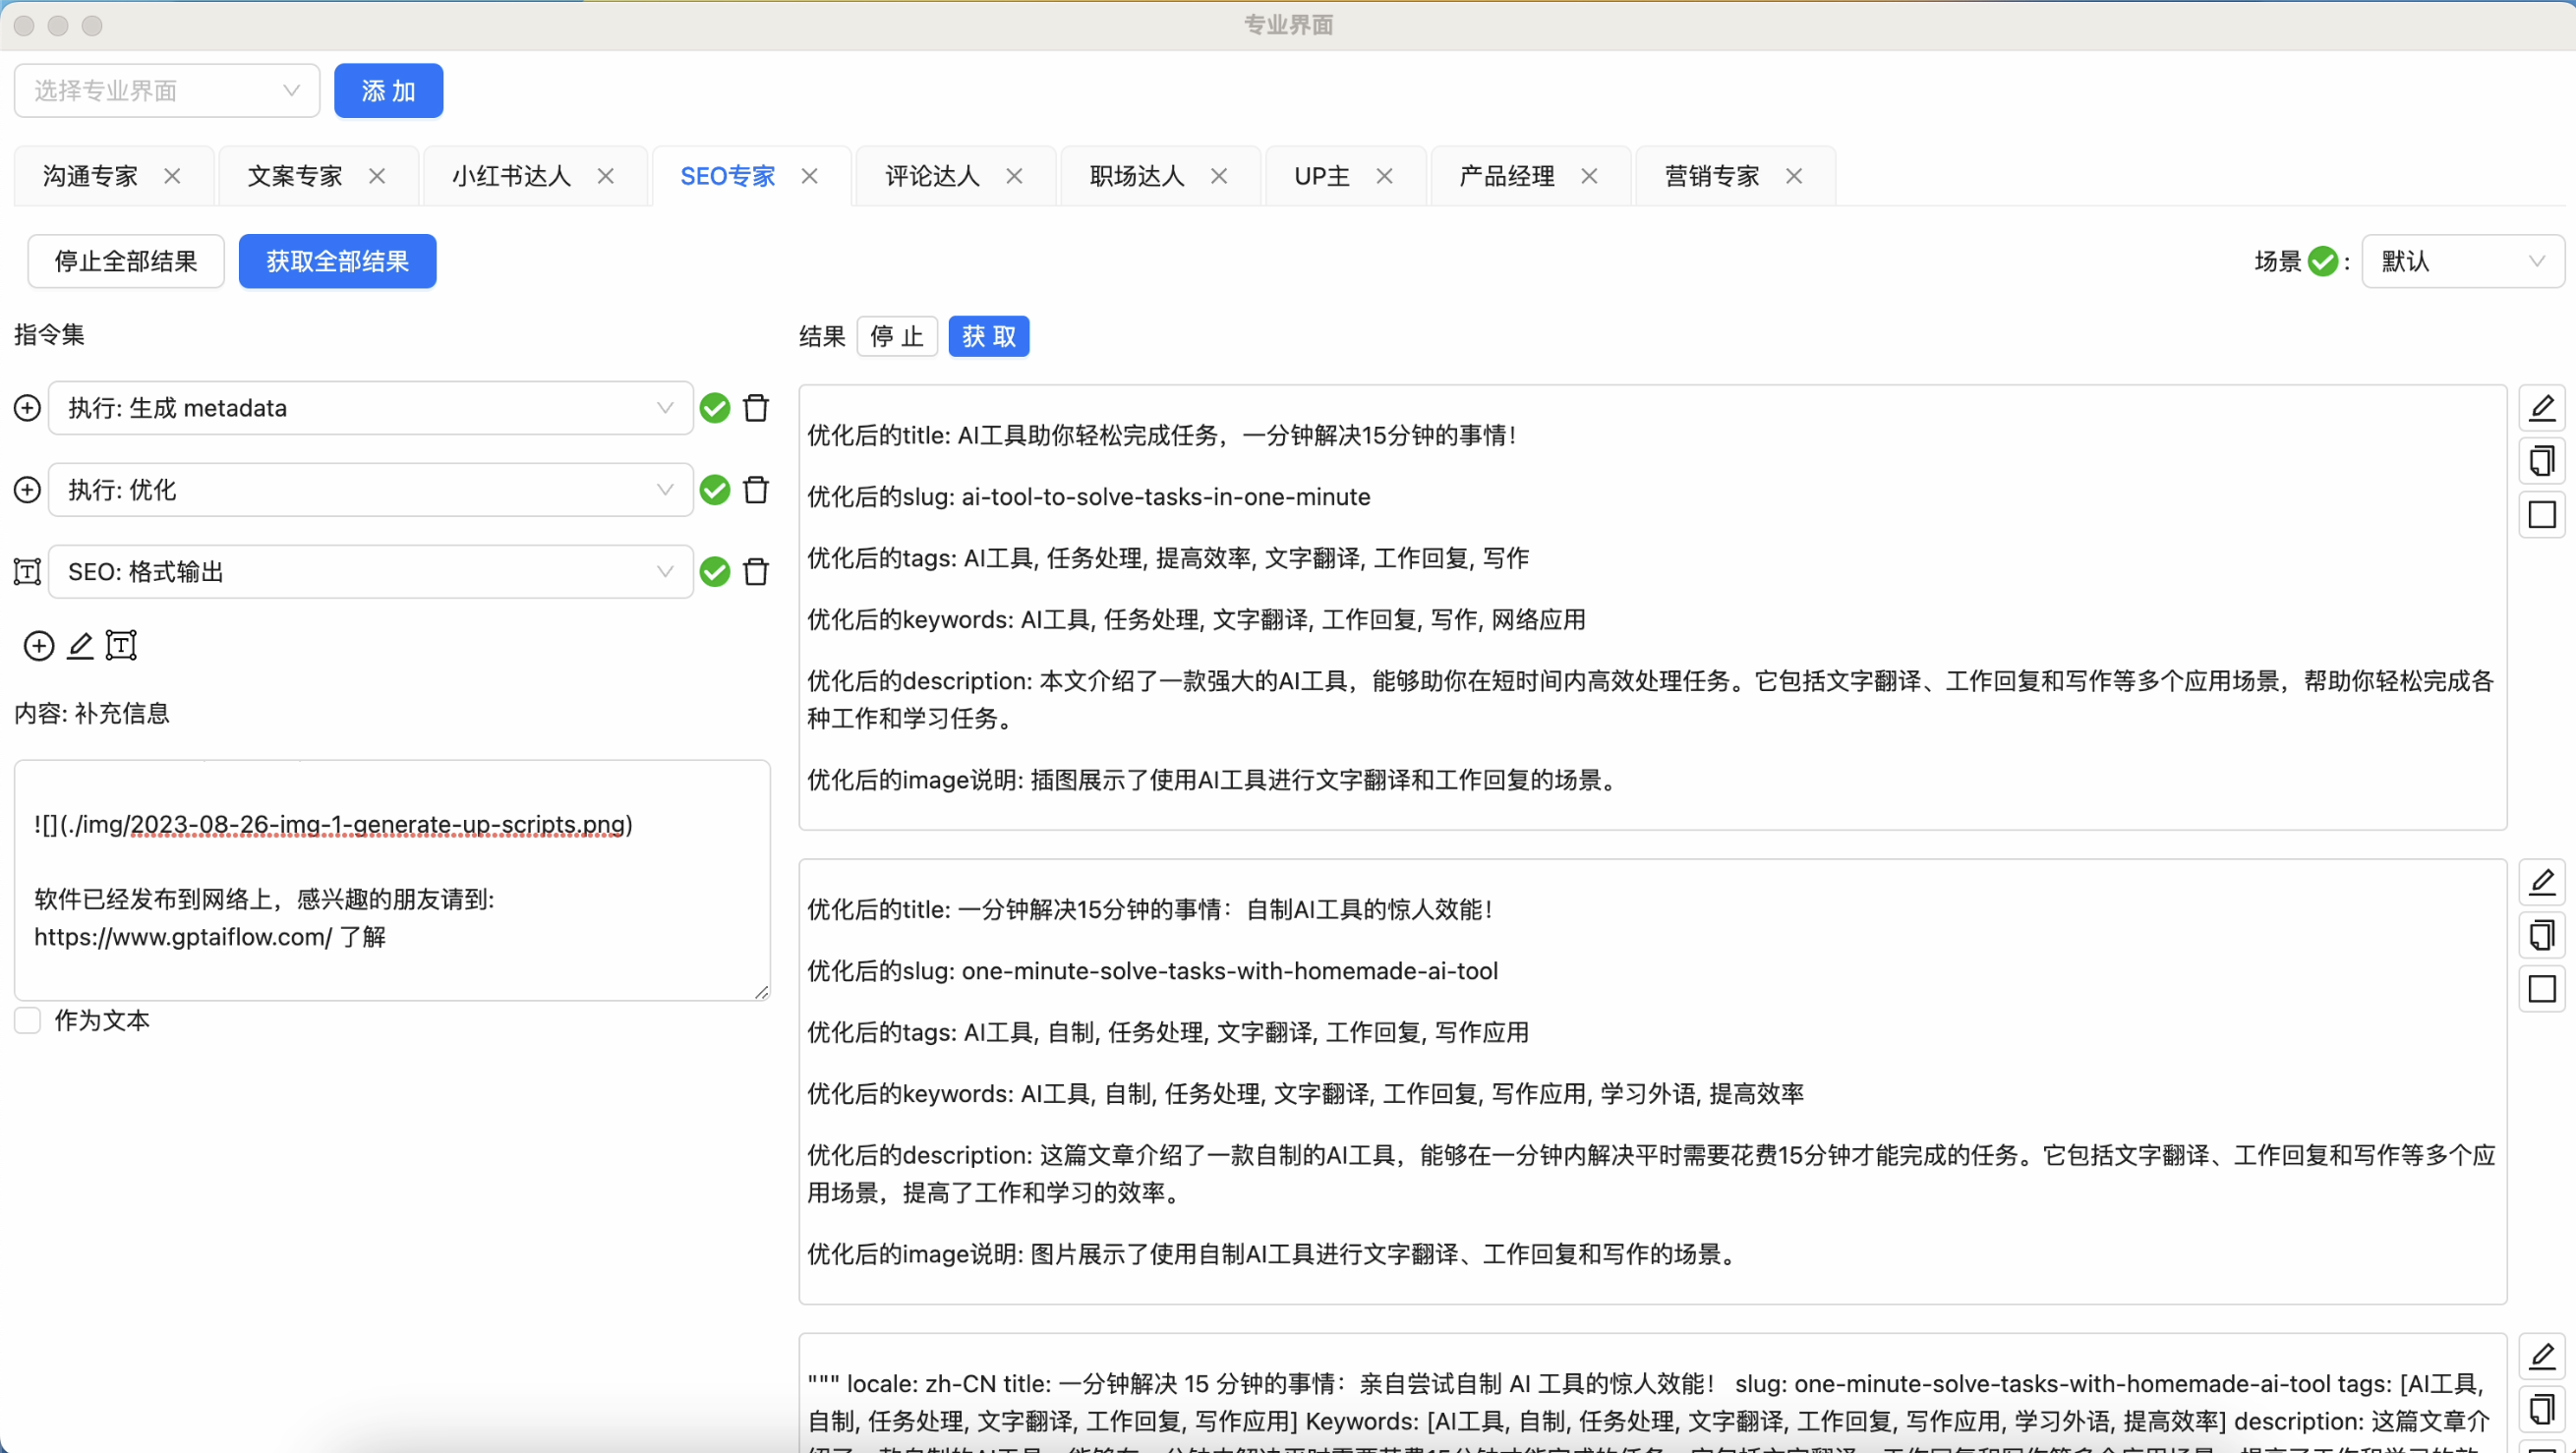 专业界面
选择专业界面
添 加
沟通专家
文案专家
小红书达人
SEO专家
评论达人
职场达人
UP主
产品经理
营销专家
停止全部结果
获取全部结果
场景 :
默认
指令集
执行: 生成 metadata
执行: 优化
SEO: 格式输出
内容: 补充信息
![](./img/2023-08-26-img-1-generate-up-scripts.png)
软件已经发布到网络上，感兴趣的朋友请到:
https://www.gptaiflow.com/ 了解
作为文本
结果
停 止
获 取
优化后的title: AI工具助你轻松完成任务，一分钟解决15分钟的事情！
优化后的slug: ai-tool-to-solve-tasks-in-one-minute
优化后的tags: AI工具, 任务处理, 提高效率, 文字翻译, 工作回复, 写作
优化后的keywords: AI工具, 任务处理, 文字翻译, 工作回复, 写作, 网络应用
优化后的description: 本文介绍了一款强大的AI工具，能够助你在短时间内高效处理任务。它包括文字翻译、工作回复和写作等多个应用场景，帮助你轻松完成各
种工作和学习任务。
优化后的image说明: 插图展示了使用AI工具进行文字翻译和工作回复的场景。
优化后的title: 一分钟解决15分钟的事情：自制AI工具的惊人效能！
优化后的slug: one-minute-solve-tasks-with-homemade-ai-tool
优化后的tags: AI工具, 自制, 任务处理, 文字翻译, 工作回复, 写作应用
优化后的keywords: AI工具, 自制, 任务处理, 文字翻译, 工作回复, 写作应用, 学习外语, 提高效率
优化后的description: 这篇文章介绍了一款自制的AI工具，能够在一分钟内解决平时需要花费15分钟才能完成的任务。它包括文字翻译、工作回复和写作等多个应
用场景，提高了工作和学习的效率。
优化后的image说明: 图片展示了使用自制AI工具进行文字翻译、工作回复和写作的场景。
""" locale: zh-CN title: 一分钟解决 15 分钟的事情：亲自尝试自制 AI 工具的惊人效能！ slug: one-minute-solve-tasks-with-homemade-ai-tool tags: [AI工具,
自制, 任务处理, 文字翻译, 工作回复, 写作应用] Keywords: [AI工具, 自制, 任务处理, 文字翻译, 工作回复, 写作应用, 学习外语, 提高效率] description: 这篇文章介